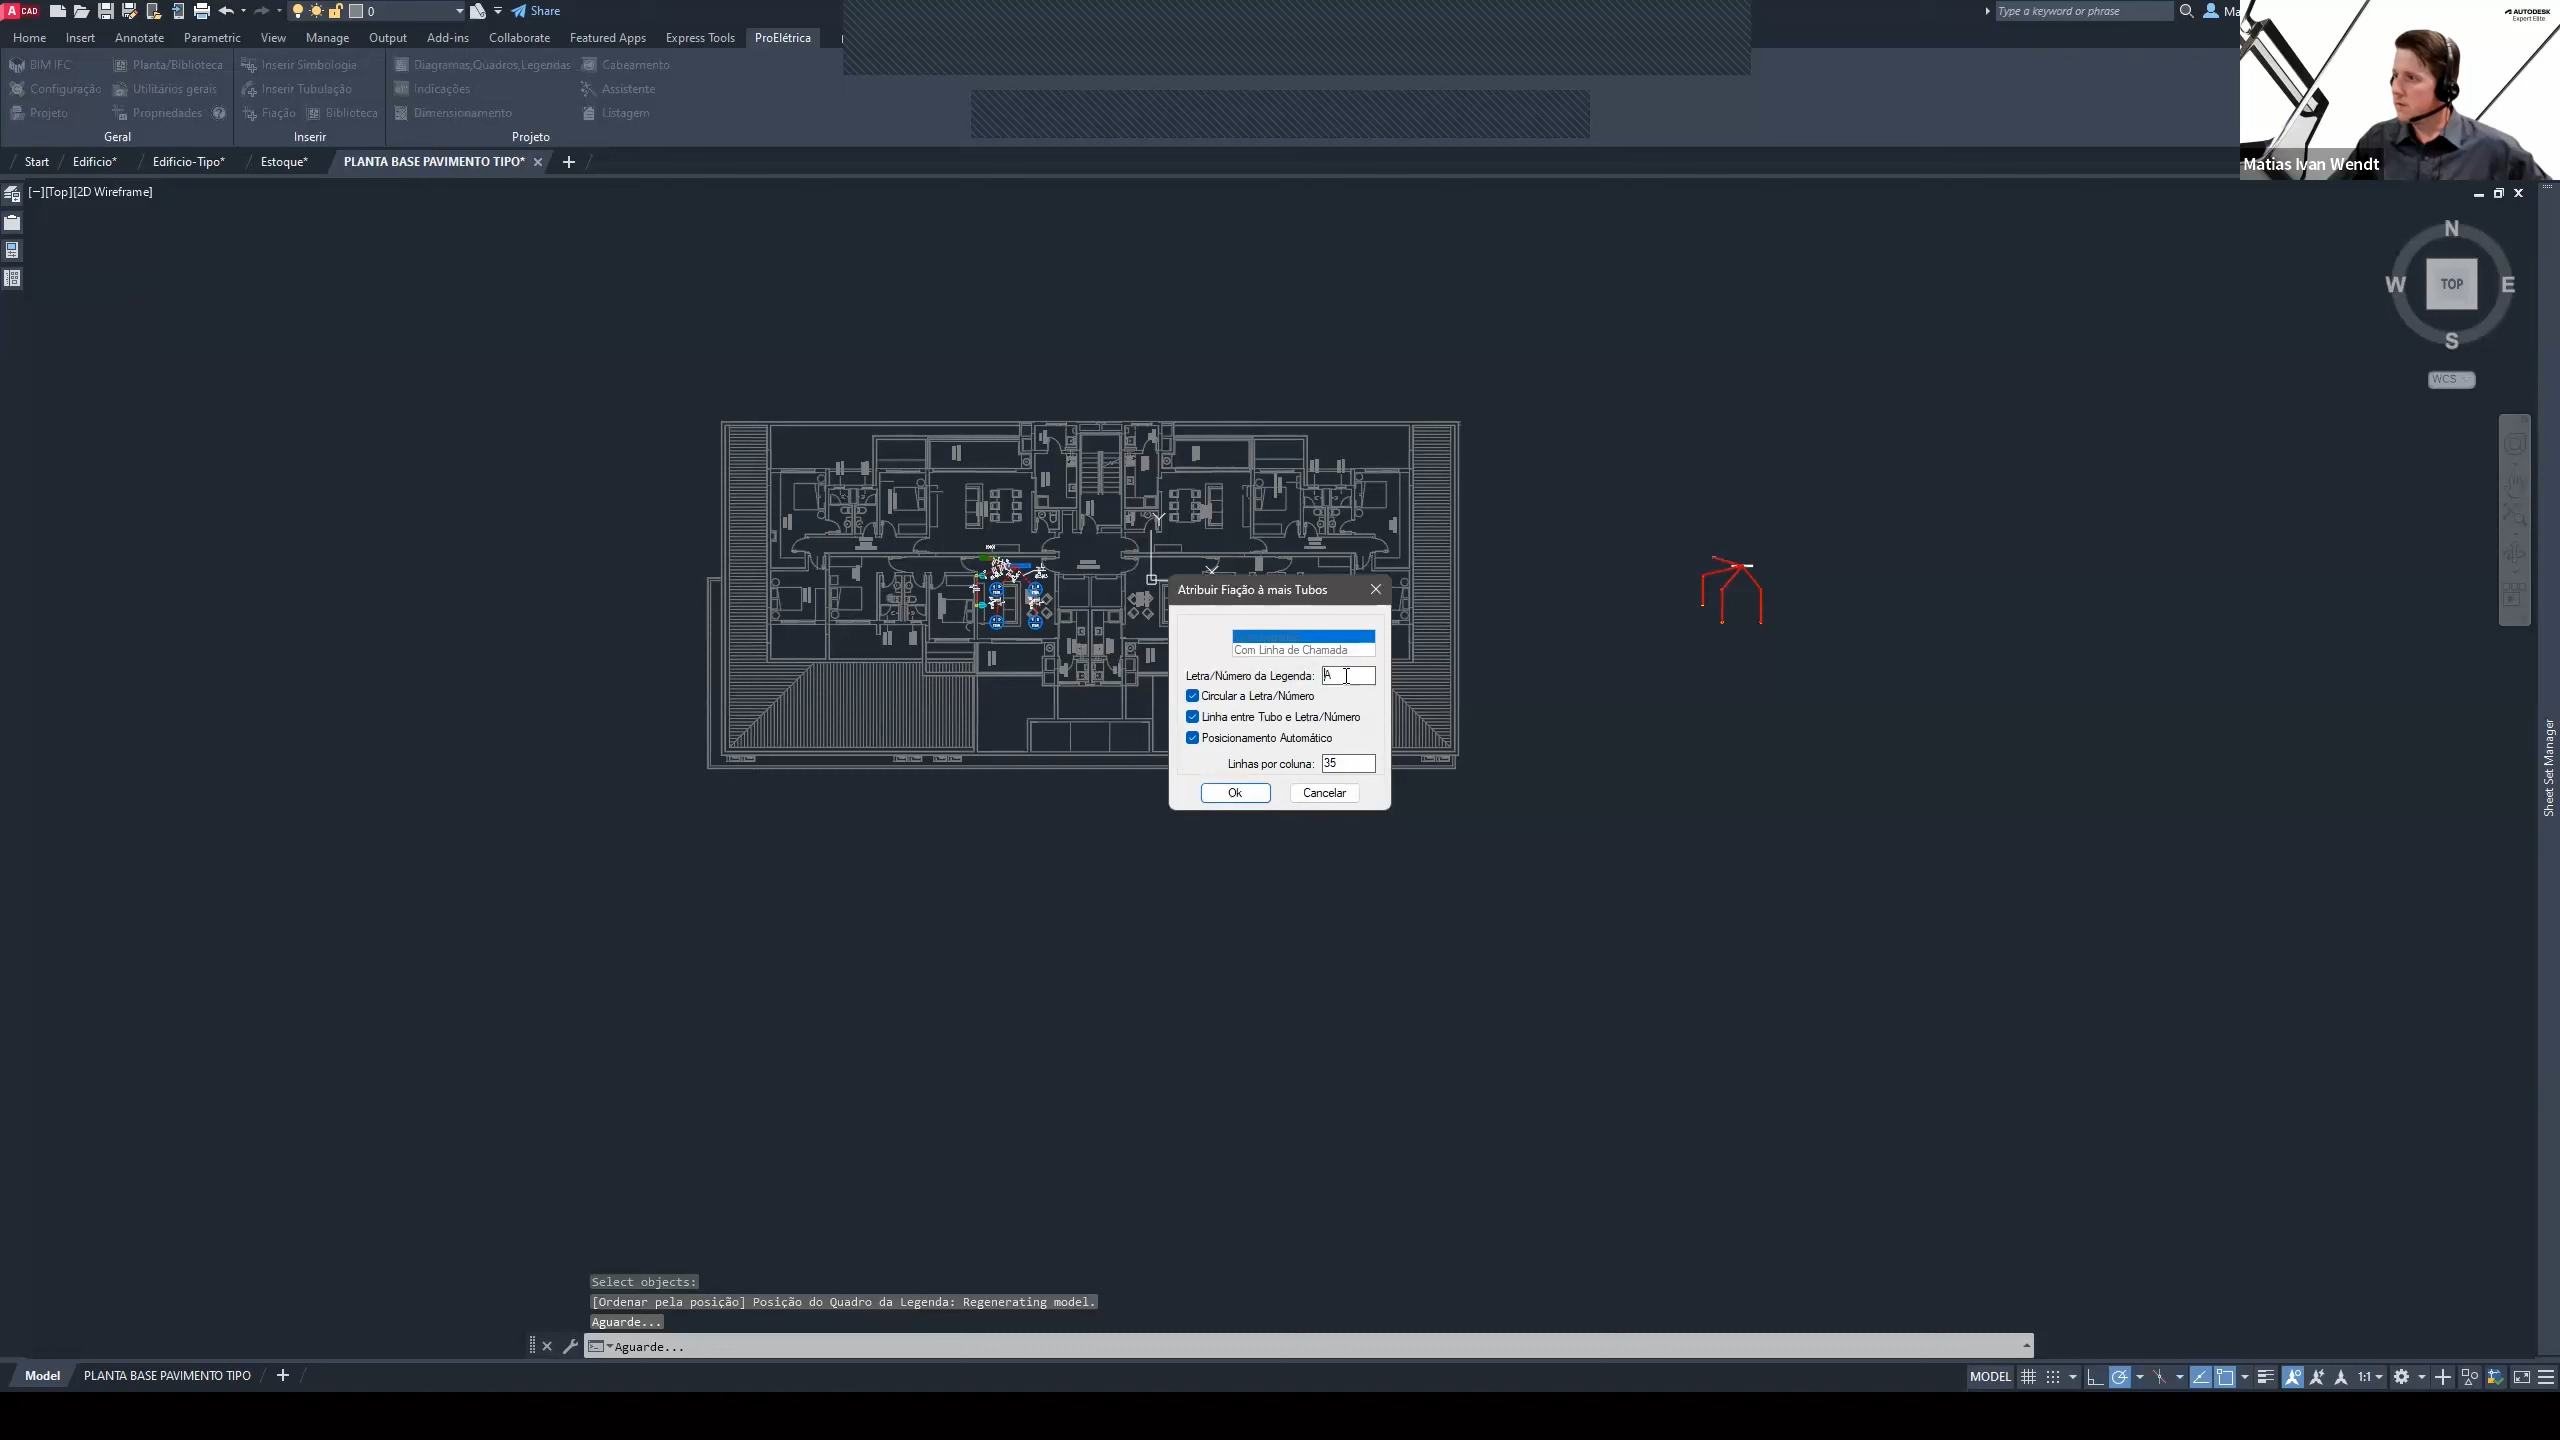 A CAD
0
Share
Type a keyword or phrase
Ma
AUTODESK
Expert Elite
Home Insert Annotate Parametric View Manage Output Add-ins Collaborate Featured Apps Express Tools ProElétrica
BIM IFC Planta/Biblioteca Inserir Simbologia Diagramas,Quadros,Legendas Cabeamento
Configuração Utilitários gerais Inserir Tubulação Indicações Assistente
Projeto Propriedades Fiação Biblioteca Dimensionamento Listagem
Geral Inserir Projeto
Matias Ivan Wendt
Start Edificio* Edificio-Tipo* Estoque* PLANTA BASE PAVIMENTO TIPO*
[−][Top][2D Wireframe]
N
W TOP E
S
WCS
Y
X
Atribuir Fiação à mais Tubos
Com Linha de Chamada
Letra/Número da Legenda: A
Circular a Letra/Número
Linha entre Tubo e Letra/Número
Posicionamento Automático
Linhas por coluna: 35
Ok Cancelar
Sheet Set Manager
Select objects:
[Ordenar pela posição] Posição do Quadro da Legenda: Regenerating model.
Aguarde...
Aguarde...
Model PLANTA BASE PAVIMENTO TIPO
MODEL 1:1